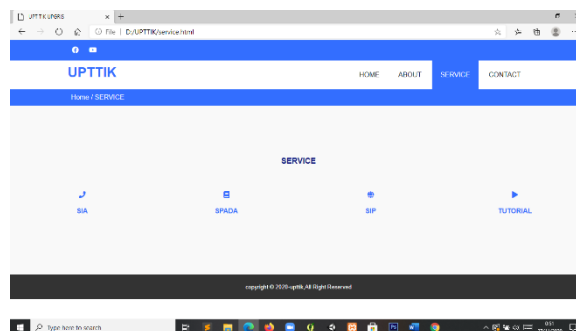 UPTTIK UPGRIS
File | D:/UPTTIK/service.html
UPTTIK
HOME ABOUT SERVICE CONTACT
Home / SERVICE
SERVICE
SIA SPADA SIP TUTORIAL
copyright © 2020-upttik,All Right Reserved
Type here to search